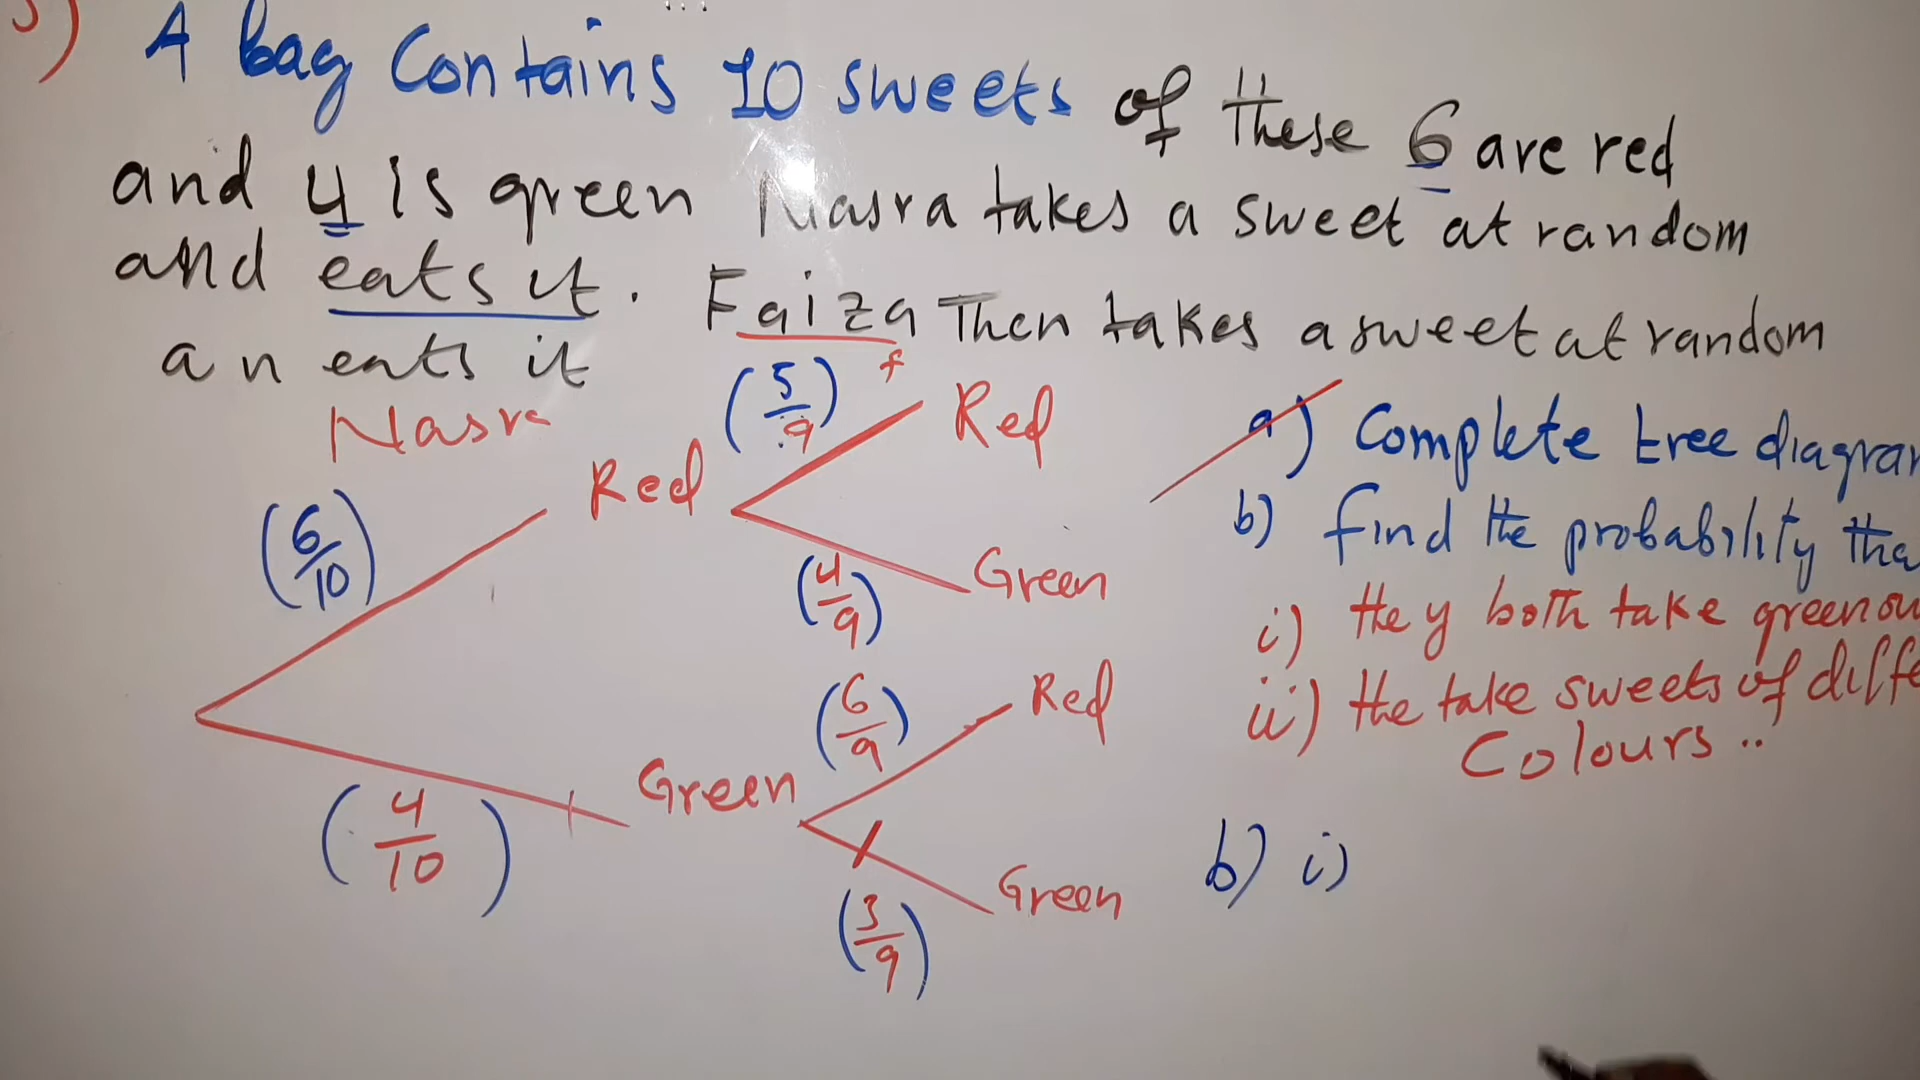 A bag Contains 10 sweets of these 6 are red
and 4 is green Nasra takes a sweet at random
and eats it. Faiza Then takes a sweet at random
an eats it
Nasra
f
(5/9)
Red
Red
(6/10)
(4/9)
Green
(6/9)
Red
Green
(4/10)
Green
(3/9)
a) Complete tree diagram
b) find the probability tha
i) they both take green
ii) the take sweets of diffe
Colours ..
b) i)